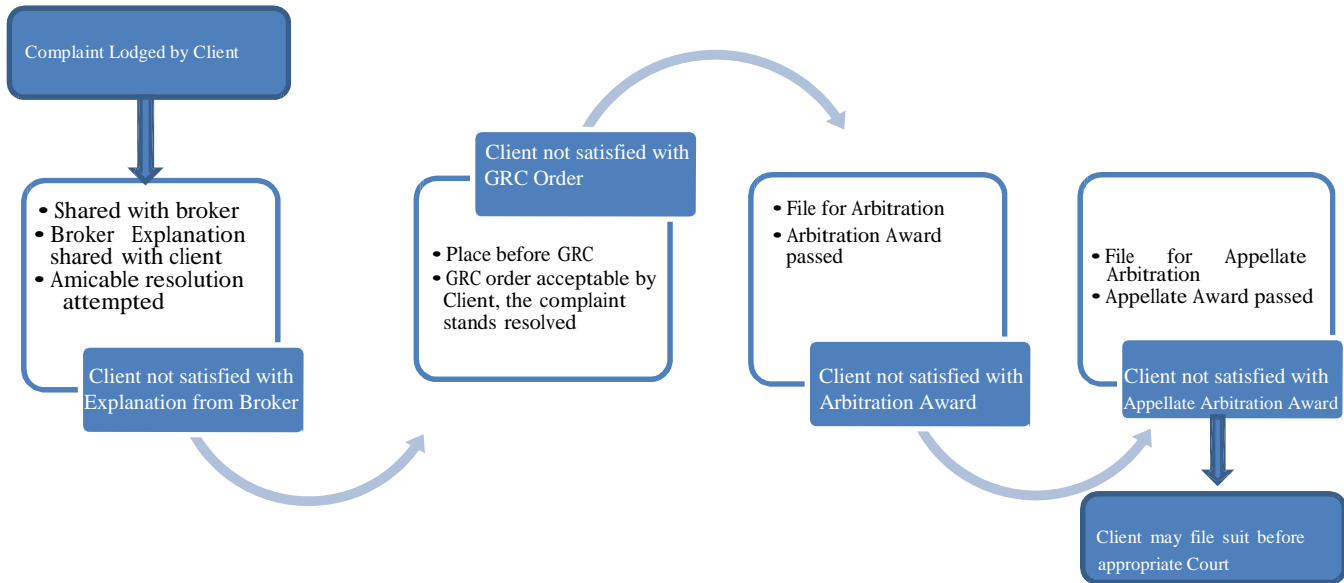 Complaint Lodged by Client
• Shared with broker
• Broker Explanation
shared with client
• Amicable resolution
attempted
Client not satisfied with
Explanation from Broker
Client not satisfied with
GRC Order
• Place before GRC
• GRC order acceptable by
Client, the complaint
stands resolved
• File for Arbitration
• Arbitration Award
passed
Client not satisfied with
Arbitration Award
• File for Appellate
Arbitration
• Appellate Award passed
Client not satisfied with
Appellate Arbitration Award
Client may file suit before
appropriate Court